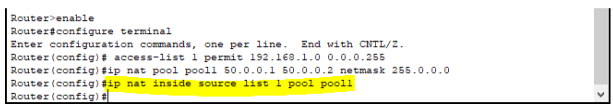 Router>enable
Router#configure terminal
Enter configuration commands, one per line.  End with CNTL/Z.
Router(config)# access-list 1 permit 192.168.1.0 0.0.0.255
Router(config)#ip nat pool pool1 50.0.0.1 50.0.0.2 netmask 255.0.0.0
Router(config)#ip nat inside source list 1 pool pool1
Router(config)#